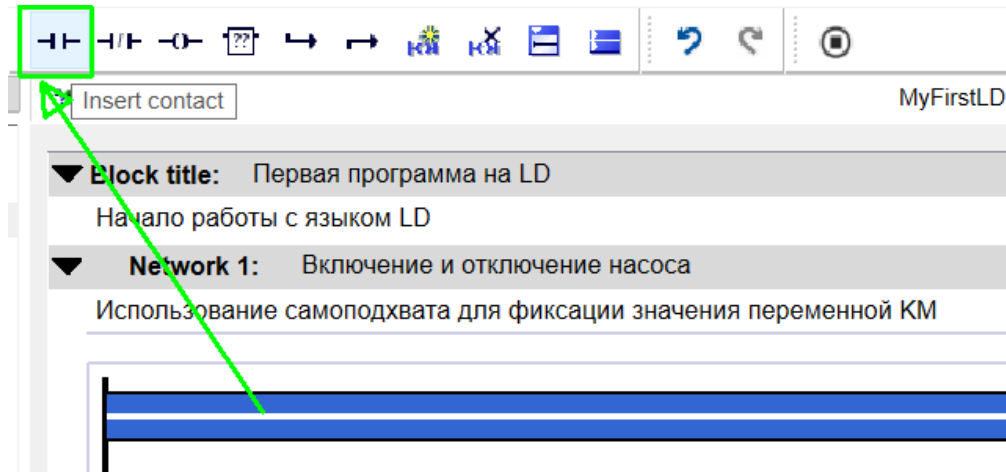 ??
Insert contact
MyFirstLD
Block title: Первая программа на LD
Начало работы с языком LD
Network 1: Включение и отключение насоса
Использование самоподхвата для фиксации значения переменной KM